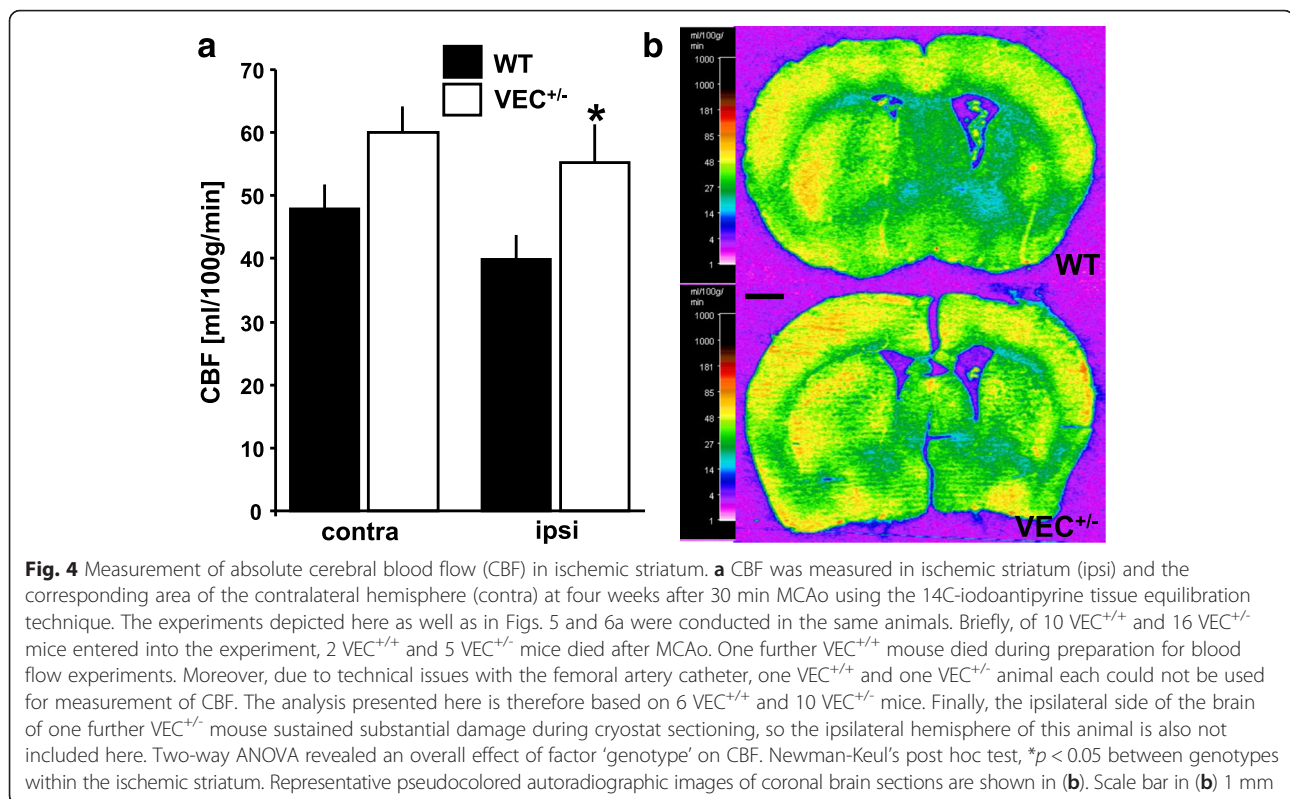 a
WT
VEC+/-
CBF [ml/100g/min]
70
60
50
40
30
20
10
0
*
contra
ipsi
b
ml/100g/
min
1000
1000
181
85
48
27
14
4
1
WT
ml/100g/
min
1000
1000
181
85
48
27
14
4
1
VEC+/-
Fig. 4 Measurement of absolute cerebral blood flow (CBF) in ischemic striatum. a CBF was measured in ischemic striatum (ipsi) and the
corresponding area of the contralateral hemisphere (contra) at four weeks after 30 min MCAo using the 14C-iodoantipyrine tissue equilibration
technique. The experiments depicted here as well as in Figs. 5 and 6a were conducted in the same animals. Briefly, of 10 VEC+/+ and 16 VEC+/-
mice entered into the experiment, 2 VEC+/+ and 5 VEC+/- mice died after MCAo. One further VEC+/+ mouse died during preparation for blood
flow experiments. Moreover, due to technical issues with the femoral artery catheter, one VEC+/+ and one VEC+/- animal each could not be used
for measurement of CBF. The analysis presented here is therefore based on 6 VEC+/+ and 10 VEC+/- mice. Finally, the ipsilateral side of the brain
of one further VEC+/- mouse sustained substantial damage during cryostat sectioning, so the ipsilateral hemisphere of this animal is also not
included here. Two-way ANOVA revealed an overall effect of factor 'genotype' on CBF. Newman-Keul's post hoc test, *p < 0.05 between genotypes
within the ischemic striatum. Representative pseudocolored autoradiographic images of coronal brain sections are shown in (b). Scale bar in (b) 1 mm